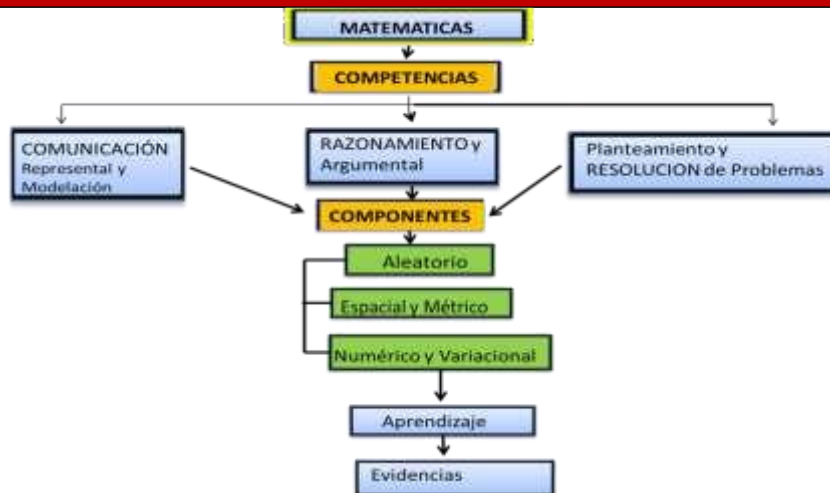 MATEMATICAS
COMPETENCIAS
COMUNICACIÓN
Represental y
Modelación
RAZONAMIENTO y
Argumental
Planteamiento y
RESOLUCION de Problemas
COMPONENTES
Aleatorio
Espacial y Métrico
Numérico y Variacional
Aprendizaje
Evidencias